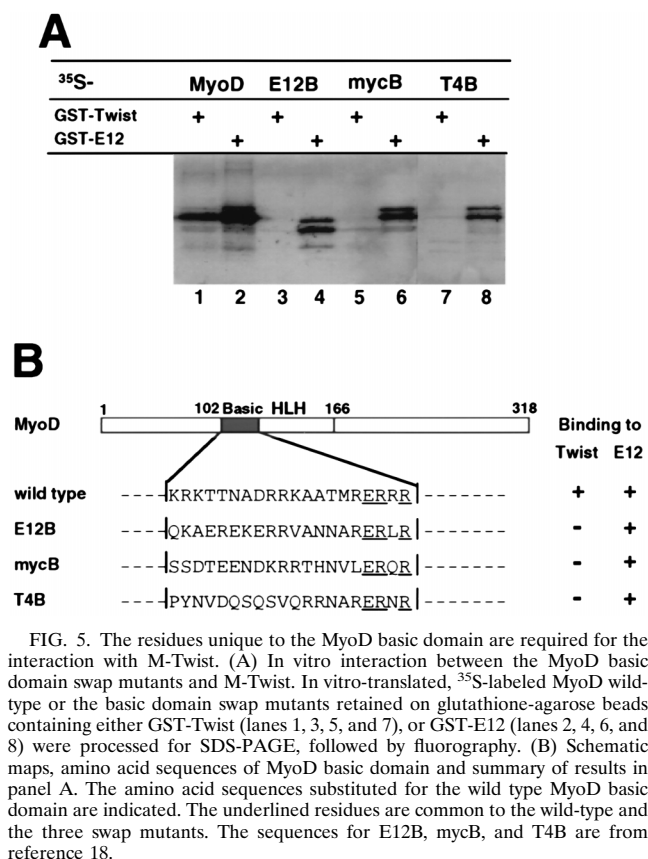 A
³⁵S- MyoD E12B mycB T4B
GST-Twist + + + +
GST-E12 + + + +
1 2 3 4 5 6 7 8
B
1 102 Basic HLH 166 318
MyoD Binding to
Twist E12
wild type ----|KRKTTNADRRKAATMRERRR|------- + +
E12B ----|QKAEREKERRVANNARERLR|------- - +
mycB ----|SSDTEENDKRRTHNVLERQR|------- - +
T4B ----|PYNVDQSQSVQRRNARERNR|------- - +
FIG. 5. The residues unique to the MyoD basic domain are required for the
interaction with M-Twist. (A) In vitro interaction between the MyoD basic
domain swap mutants and M-Twist. In vitro-translated, ³⁵S-labeled MyoD wild-
type or the basic domain swap mutants retained on glutathione-agarose beads
containing either GST-Twist (lanes 1, 3, 5, and 7), or GST-E12 (lanes 2, 4, 6, and
8) were processed for SDS-PAGE, followed by fluorography. (B) Schematic
maps, amino acid sequences of MyoD basic domain and summary of results in
panel A. The amino acid sequences substituted for the wild type MyoD basic
domain are indicated. The underlined residues are common to the wild-type and
the three swap mutants. The sequences for E12B, mycB, and T4B are from
reference 18.